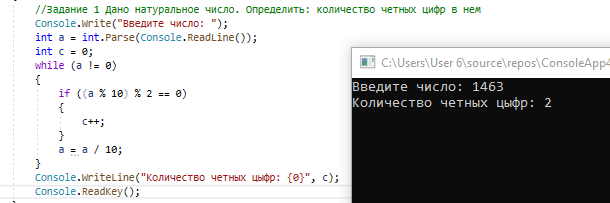 //Задание 1 Дано натуральное число. Определить: количество четных цифр в нем
Console.Write("Введите число: ");
int a = int.Parse(Console.ReadLine());
int c = 0;
while (a != 0)
{
if ((a % 10) % 2 == 0)
{
c++;
}
a = a / 10;
}
Console.WriteLine("Количество четных цыфр: {0}", c);
Console.ReadKey();
C:\Users\User 6\source\repos\ConsoleApp4
Введите число: 1463
Количество четных цыфр: 2